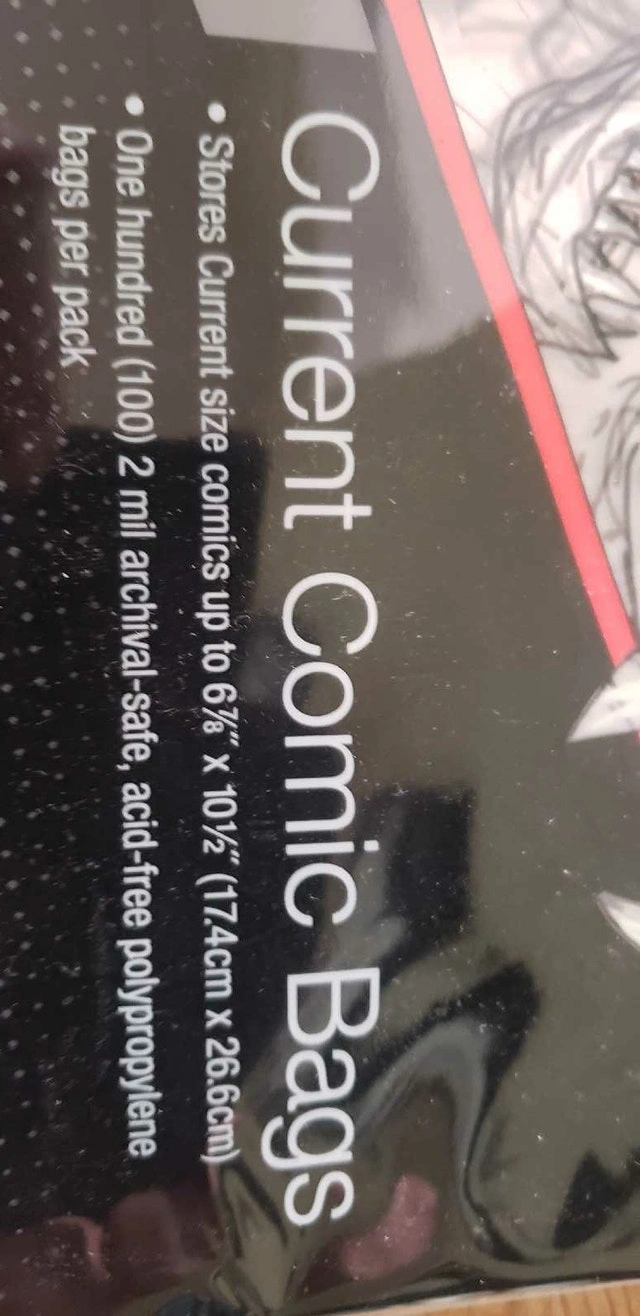 Current Comic Bags
• Stores Current size comics up to 6⅞" x 10½" (17.4cm x 26.6cm)
• One hundred (100) 2 mil archival-safe, acid-free polypropylene
bags per pack